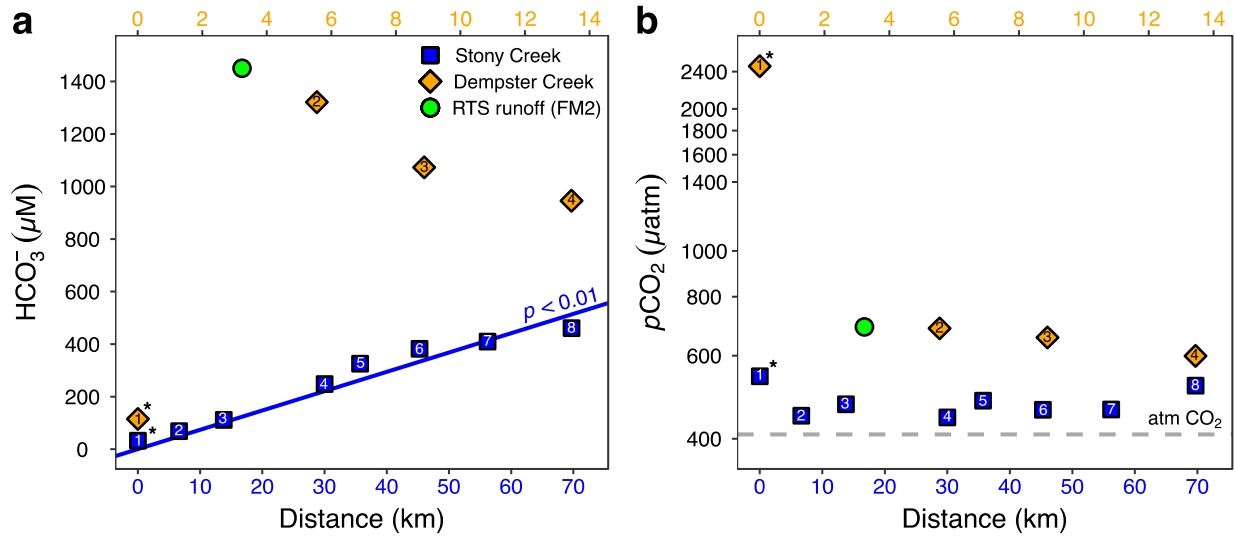 a
0 2 4 6 8 10 12 14
Stony Creek
Dempster Creek
RTS runoff (FM2)
1400
1200
1000
800
600
400
200
0
HCO₃⁻ (µM)
2
3
4
p < 0.01
1 *
1 *
2
3
4
5
6
7
8
0 10 20 30 40 50 60 70
Distance (km)
b
0 2 4 6 8 10 12 14
2400
2000
1800
1600
1400
1000
800
600
400
pCO₂ (µatm)
1 *
2
3
4
1 *
2
3
4
5
6
7
8
atm CO₂
0 10 20 30 40 50 60 70
Distance (km)